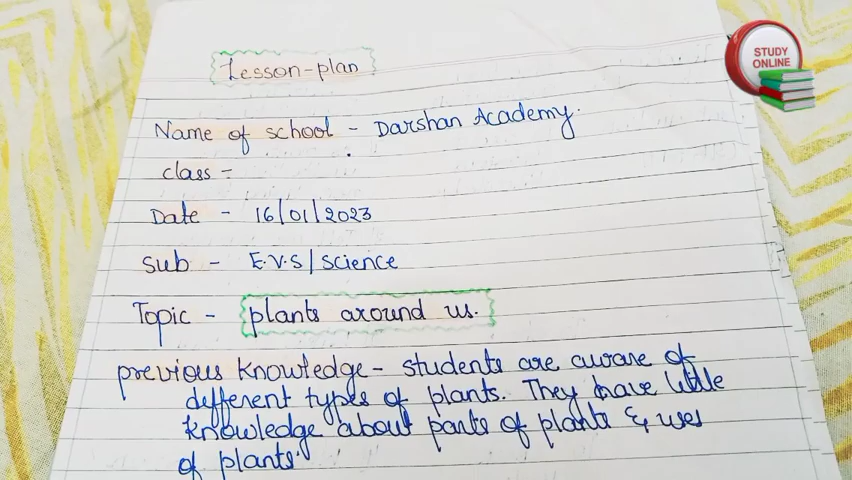 STUDY
ONLINE
Lesson-plan
Name of school - Darshan Academy.
class -
Date - 16/01/2023
Sub - E.V.S/Science
Topic - plants around us.
previous knowledge - students are aware of
different types of plants. They have little
knowledge about parts of plants & uses
of plants.